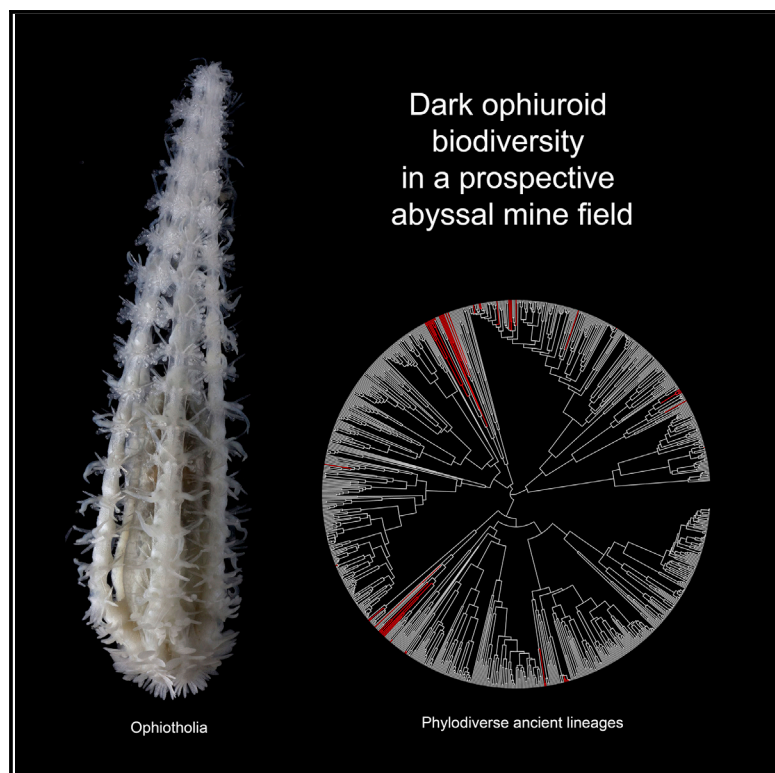 Dark ophiuroid
biodiversity
in a prospective
abyssal mine field
Ophiotholia
Phylodiverse ancient lineages